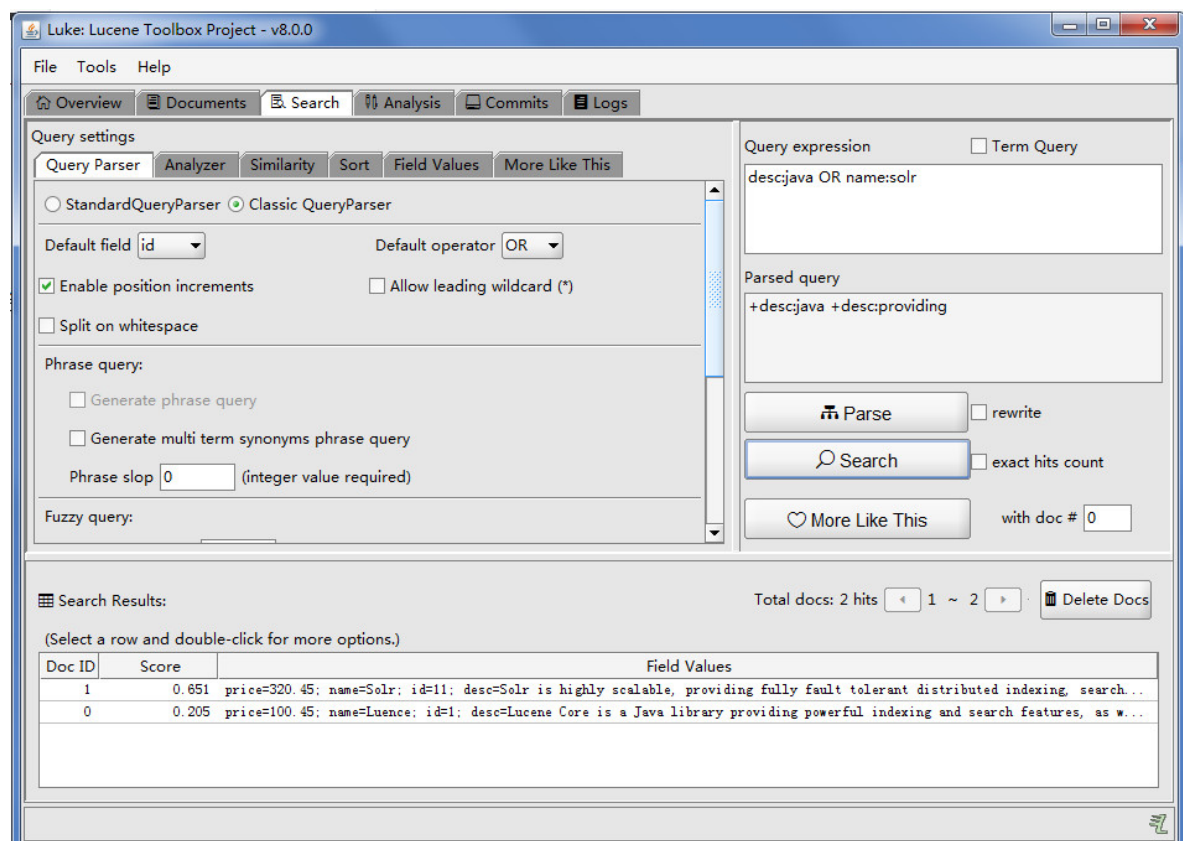 Luke: Lucene Toolbox Project - v8.0.0
File Tools Help
Overview Documents Search Analysis Commits Logs
Query settings
Query Parser Analyzer Similarity Sort Field Values More Like This
StandardQueryParser Classic QueryParser
Default field id Default operator OR
Enable position increments Allow leading wildcard (*)
Split on whitespace
Phrase query:
Generate phrase query
Generate multi term synonyms phrase query
Phrase slop 0 (integer value required)
Fuzzy query:
Query expression Term Query
desc:java OR name:solr
Parsed query
+desc:java +desc:providing
Parse rewrite
Search exact hits count
More Like This with doc # 0
Search Results: Total docs: 2 hits 1 ~ 2 Delete Docs
(Select a row and double-click for more options.)
Doc ID Score Field Values
1 0.651 price=320.45; name=Solr; id=11; desc=Solr is highly scalable, providing fully fault tolerant distributed indexing, search...
0 0.205 price=100.45; name=Luence; id=1; desc=Lucene Core is a Java library providing powerful indexing and search features, as w...